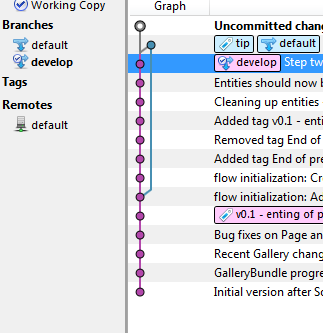 Working Copy
Graph
Uncommitted chan
Branches
tip default
default
develop Step tw
develop
Entities should now b
Tags
Cleaning up entities
Remotes
Added tag v0.1 - enti
default
Removed tag End of
Added tag End of pre
flow initialization: Cr
flow initialization: Ad
v0.1 - enting of p
Bug fixes on Page an
Recent Gallery chang
GalleryBundle progre
Initial version after Sc